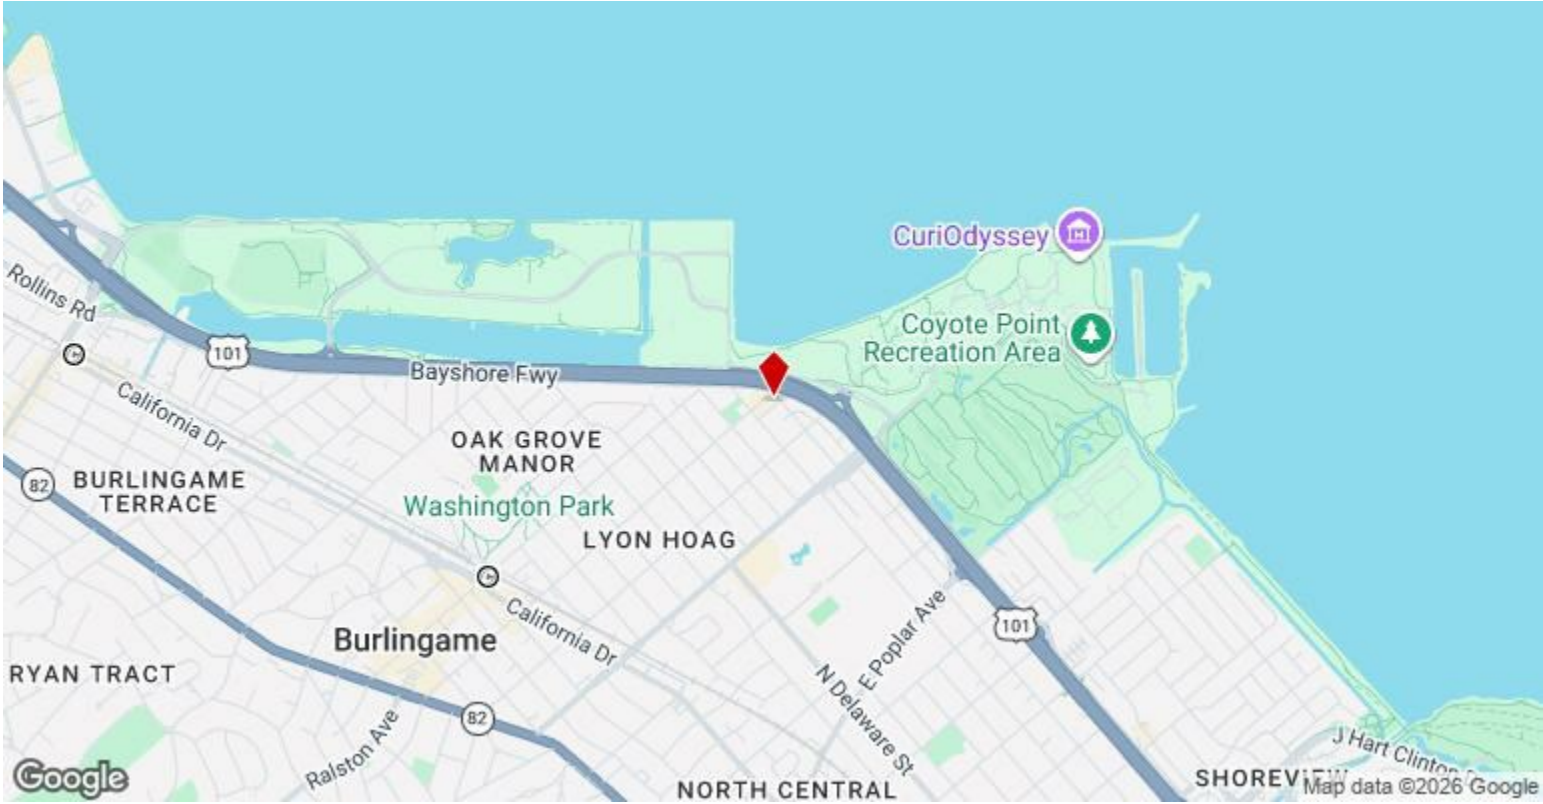 CuriOdyssey
Coyote Point
Recreation Area
Rollins Rd
101
Bayshore Fwy
California Dr
OAK GROVE
MANOR
82
BURLINGAME
TERRACE
Washington Park
LYON HOAG
California Dr
Burlingame
E Poplar Ave
101
RYAN TRACT
N Delaware St
82
Ralston Ave
J Hart Clinton
SHOREVIEW
NORTH CENTRAL
Google
Map data ©2026 Google